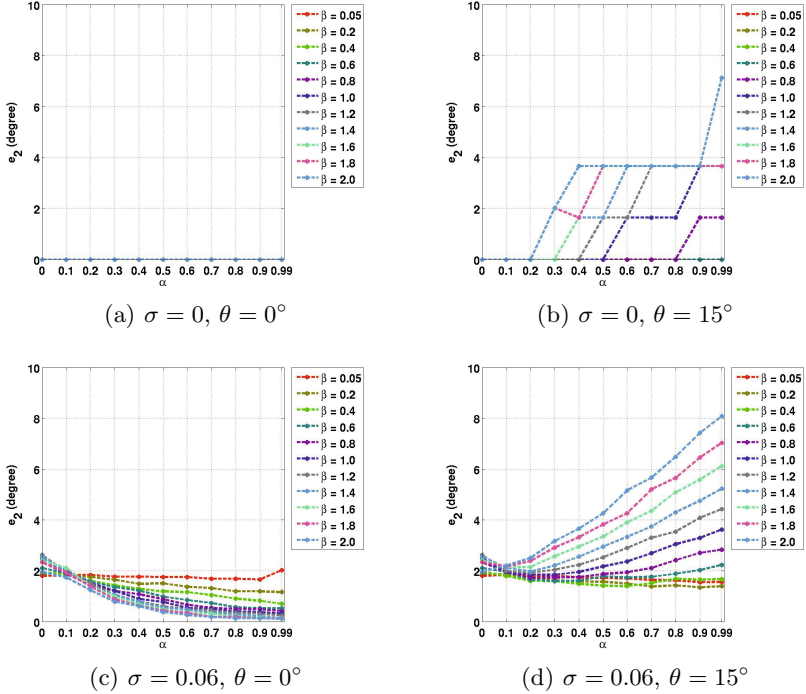 10
8
6
4
2
0
e2 (degree)
0 0.1 0.2 0.3 0.4 0.5 0.6 0.7 0.8 0.9 0.99
α
β = 0.05
β = 0.2
β = 0.4
β = 0.6
β = 0.8
β = 1.0
β = 1.2
β = 1.4
β = 1.6
β = 1.8
β = 2.0
(a) σ = 0, θ = 0°
10
8
6
4
2
0
e2 (degree)
0 0.1 0.2 0.3 0.4 0.5 0.6 0.7 0.8 0.9 0.99
α
β = 0.05
β = 0.2
β = 0.4
β = 0.6
β = 0.8
β = 1.0
β = 1.2
β = 1.4
β = 1.6
β = 1.8
β = 2.0
(b) σ = 0, θ = 15°
10
8
6
4
2
0
e2 (degree)
0 0.1 0.2 0.3 0.4 0.5 0.6 0.7 0.8 0.9 0.99
α
β = 0.05
β = 0.2
β = 0.4
β = 0.6
β = 0.8
β = 1.0
β = 1.2
β = 1.4
β = 1.6
β = 1.8
β = 2.0
(c) σ = 0.06, θ = 0°
10
8
6
4
2
0
e2 (degree)
0 0.1 0.2 0.3 0.4 0.5 0.6 0.7 0.8 0.9 0.99
α
β = 0.05
β = 0.2
β = 0.4
β = 0.6
β = 0.8
β = 1.0
β = 1.2
β = 1.4
β = 1.6
β = 1.8
β = 2.0
(d) σ = 0.06, θ = 15°